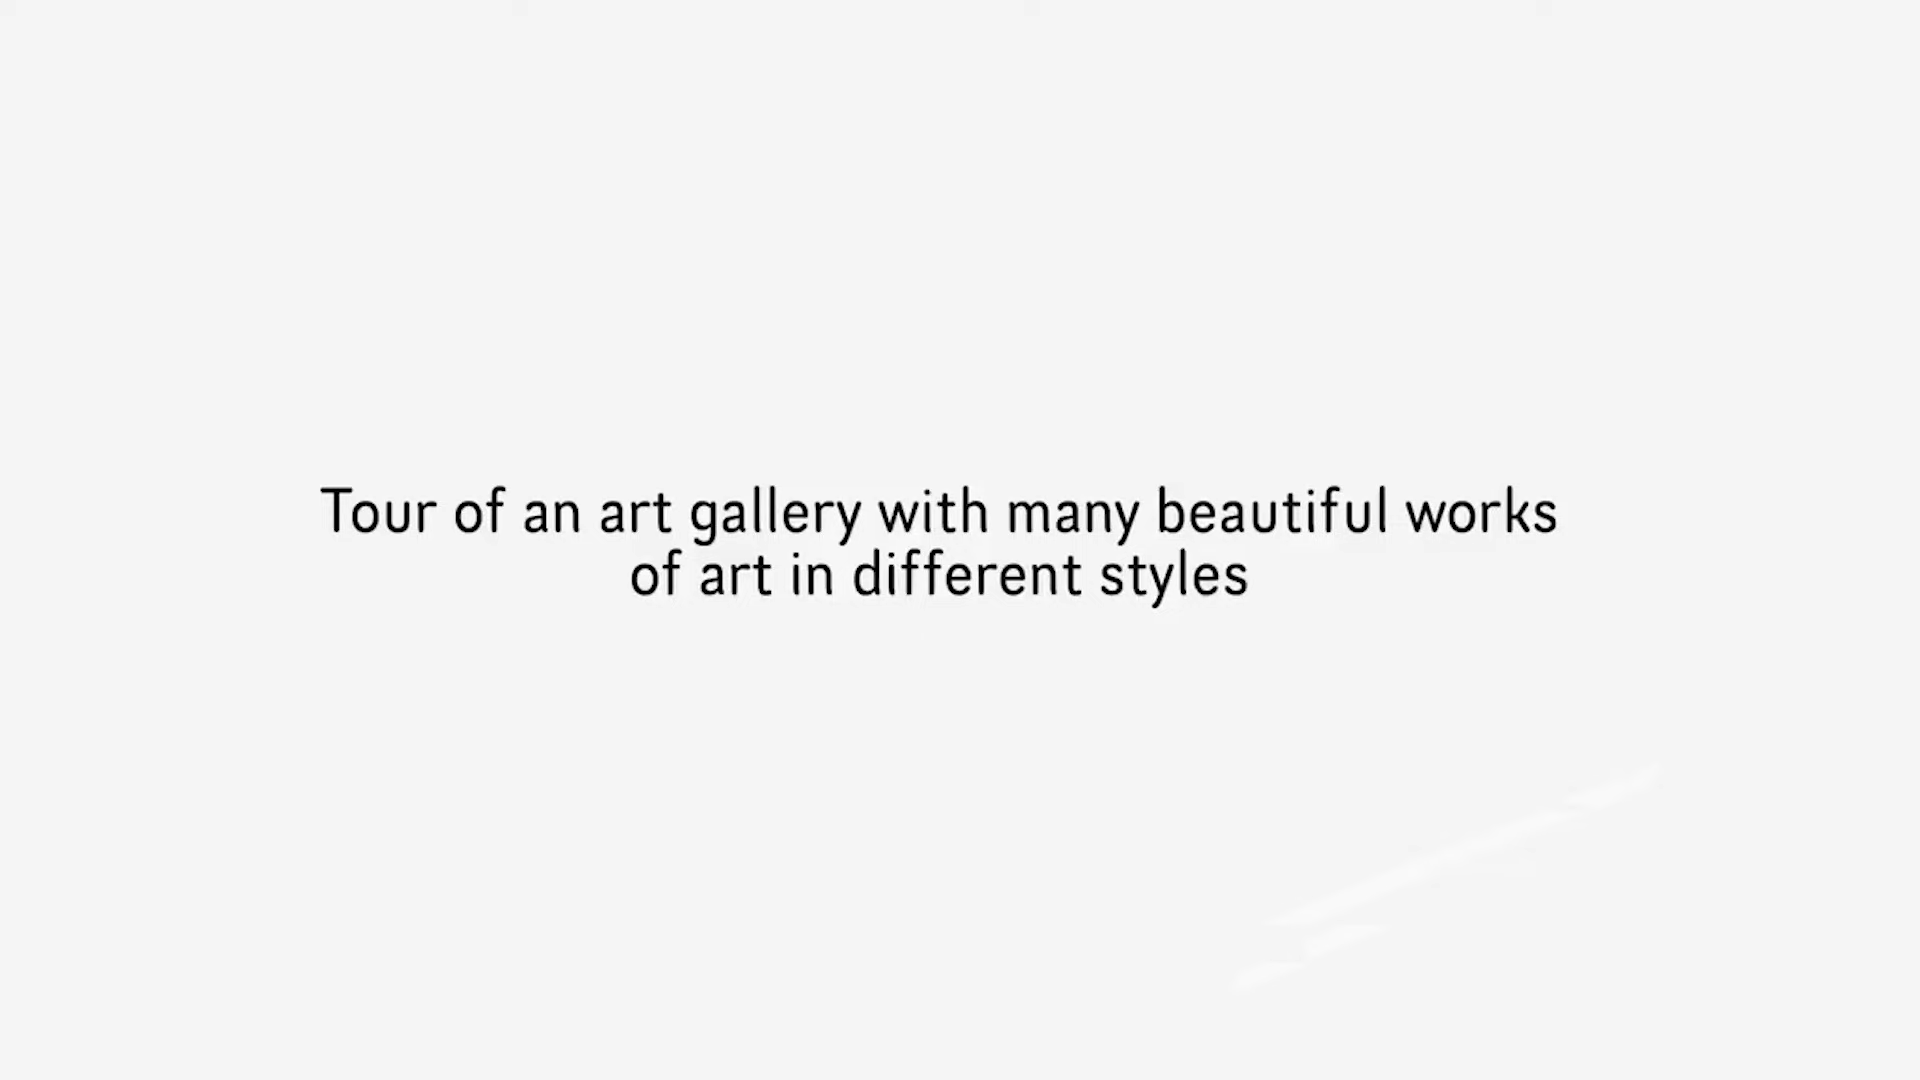 Tour of an art gallery with many beautiful works
of art in different styles